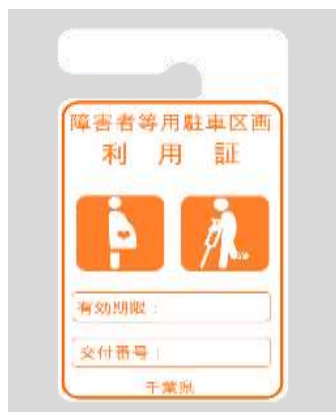 障害者等用駐車区画
利用証
有効期限：
交付番号：
千葉県